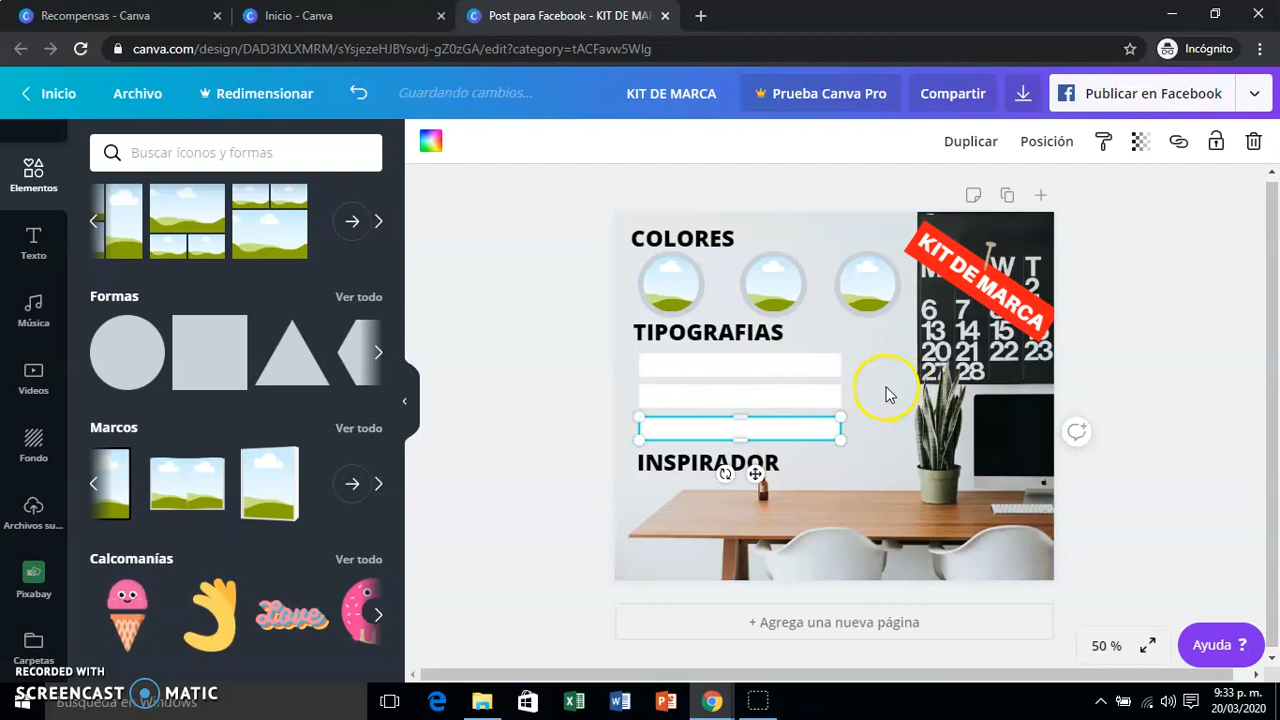 Recompensas - Canva
Inicio - Canva
Post para Facebook - KIT DE MAR
canva.com/design/DAD3IXLXMRM/sYsjezeHJBYsvdj-gZ0zGA/edit?category=tACFavw5WIg
Incógnito
Inicio
Archivo
Redimensionar
Guardando cambios...
KIT DE MARCA
Prueba Canva Pro
Compartir
Publicar en Facebook
Buscar íconos y formas
Duplicar
Posición
Elementos
Texto
Música
Videos
Fondo
Archivos su...
Pixabay
Carpetas
Formas
Ver todo
Marcos
Ver todo
Calcomanías
Ver todo
Love
COLORES
KIT DE MARCA
W T
2
6 7
13 14 15
20 21 22 23
27 28
TIPOGRAFIAS
INSPIRADOR
+ Agrega una nueva página
50 %
Ayuda ?
RECORDED WITH
SCREENCAST MATIC
Búsqueda en Windows
9:33 p. m.
20/03/2020